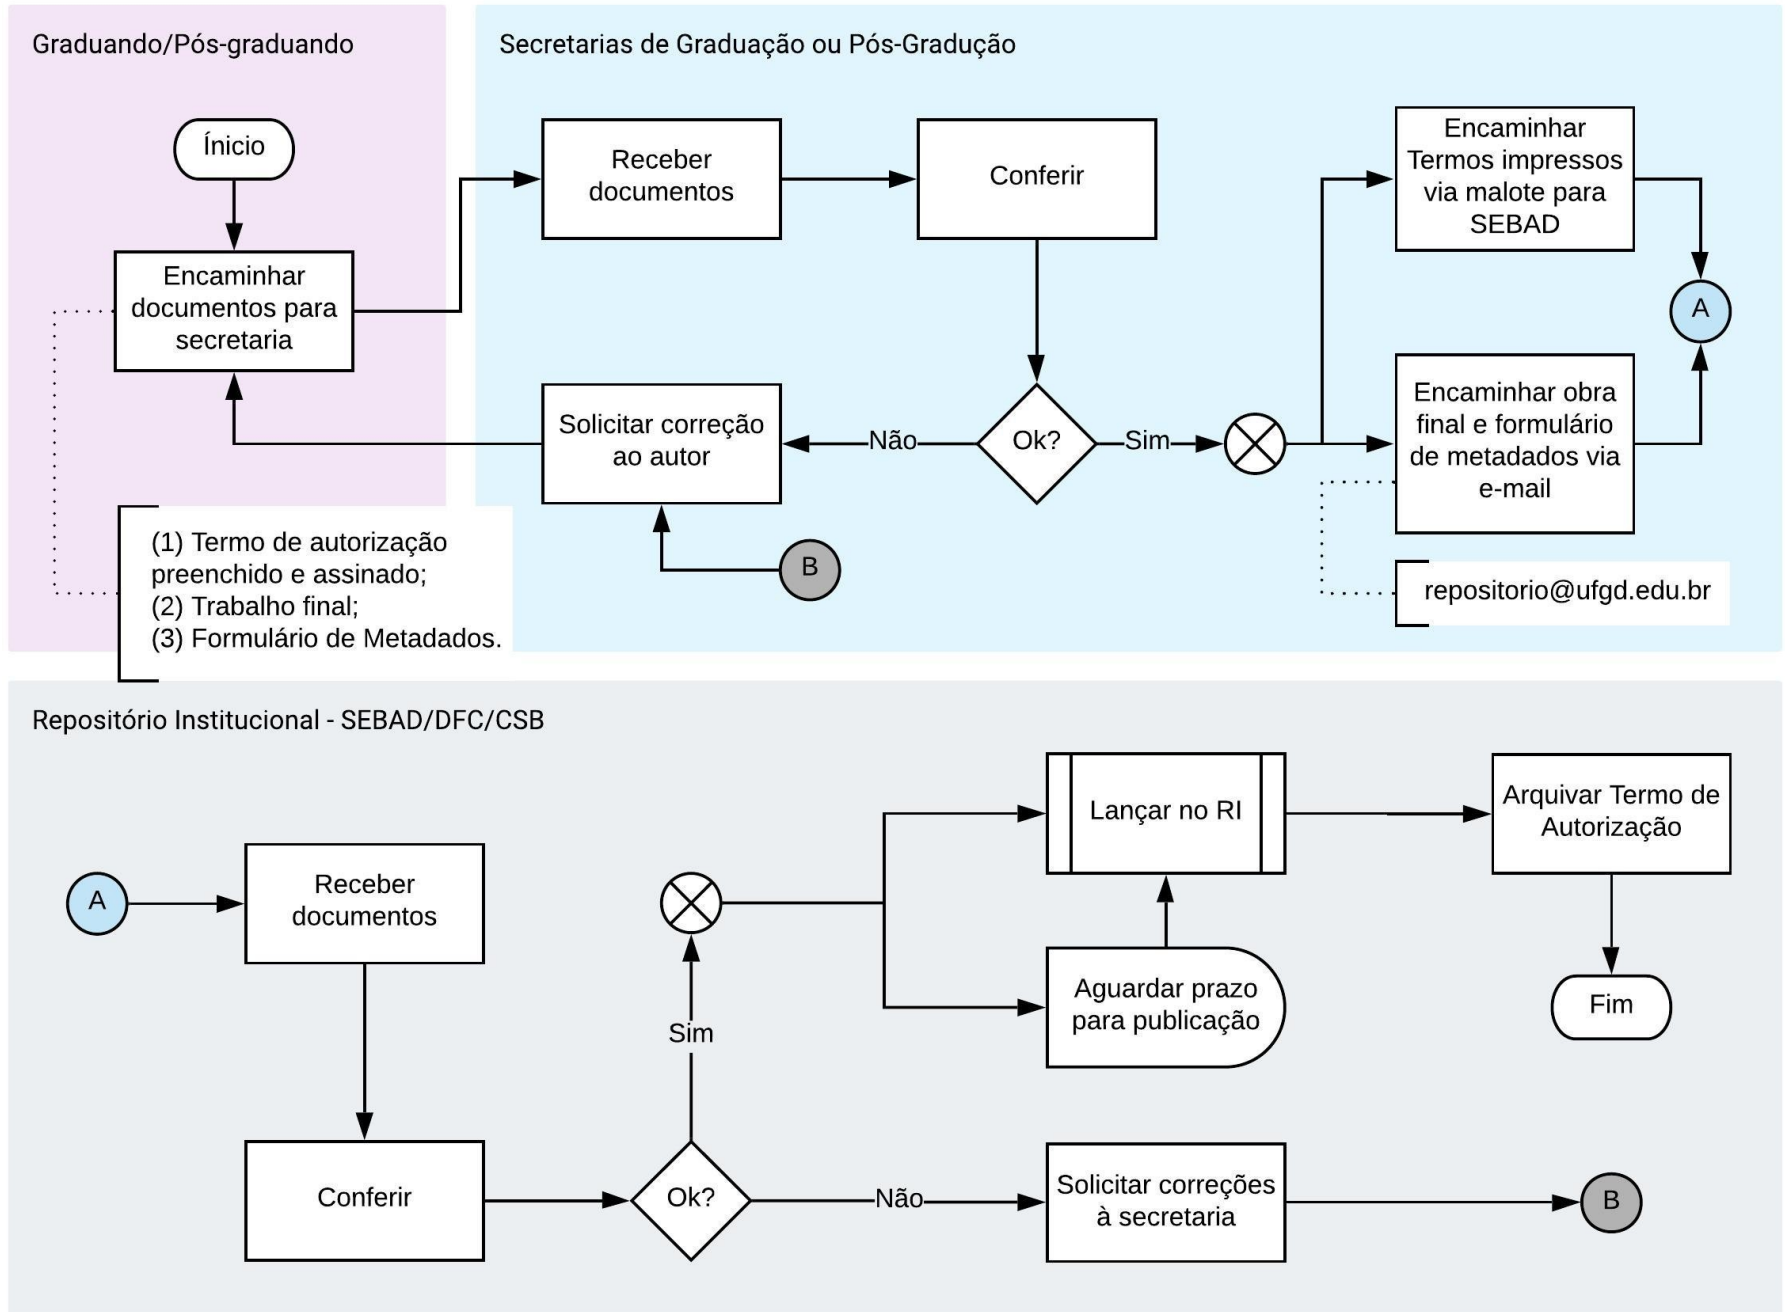 Graduando/Pós-graduando
Secretarias de Graduação ou Pós-Gradução
Ínicio
Encaminhar
documentos para
secretaria
Receber
documentos
Conferir
Encaminhar
Termos impressos
via malote para
SEBAD
A
Solicitar correção
ao autor
Não
Ok?
Sim
Encaminhar obra
final e formulário
de metadados via
e-mail
B
repositorio@ufgd.edu.br
(1) Termo de autorização
preenchido e assinado;
(2) Trabalho final;
(3) Formulário de Metadados.
Repositório Institucional - SEBAD/DFC/CSB
A
Receber
documentos
Conferir
Ok?
Sim
Lançar no RI
Arquivar Termo de
Autorização
Aguardar prazo
para publicação
Fim
Não
Solicitar correções
à secretaria
B